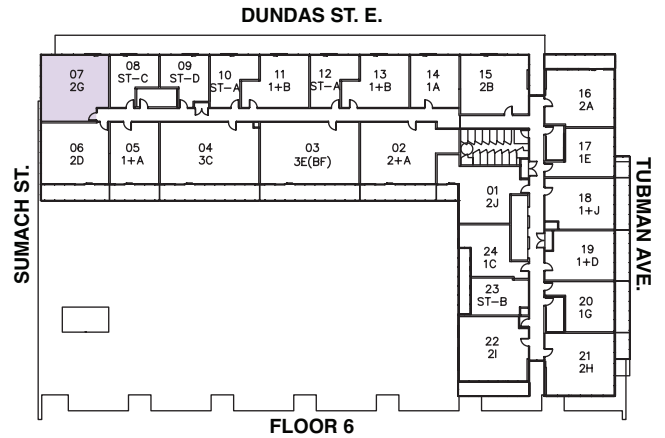 DUNDAS ST. E.
07
2G
08
ST-C
09
ST-D
10
ST-A
11
1+B
12
ST-A
13
1+B
14
1A
15
2B
16
2A
06
2D
05
1+A
04
3C
03
3E(BF)
02
2+A
17
1E
01
2J
18
1+J
24
1C
19
1+D
23
ST-B
20
1G
22
2I
21
2H
SUMACH ST.
TUBMAN AVE.
FLOOR 6